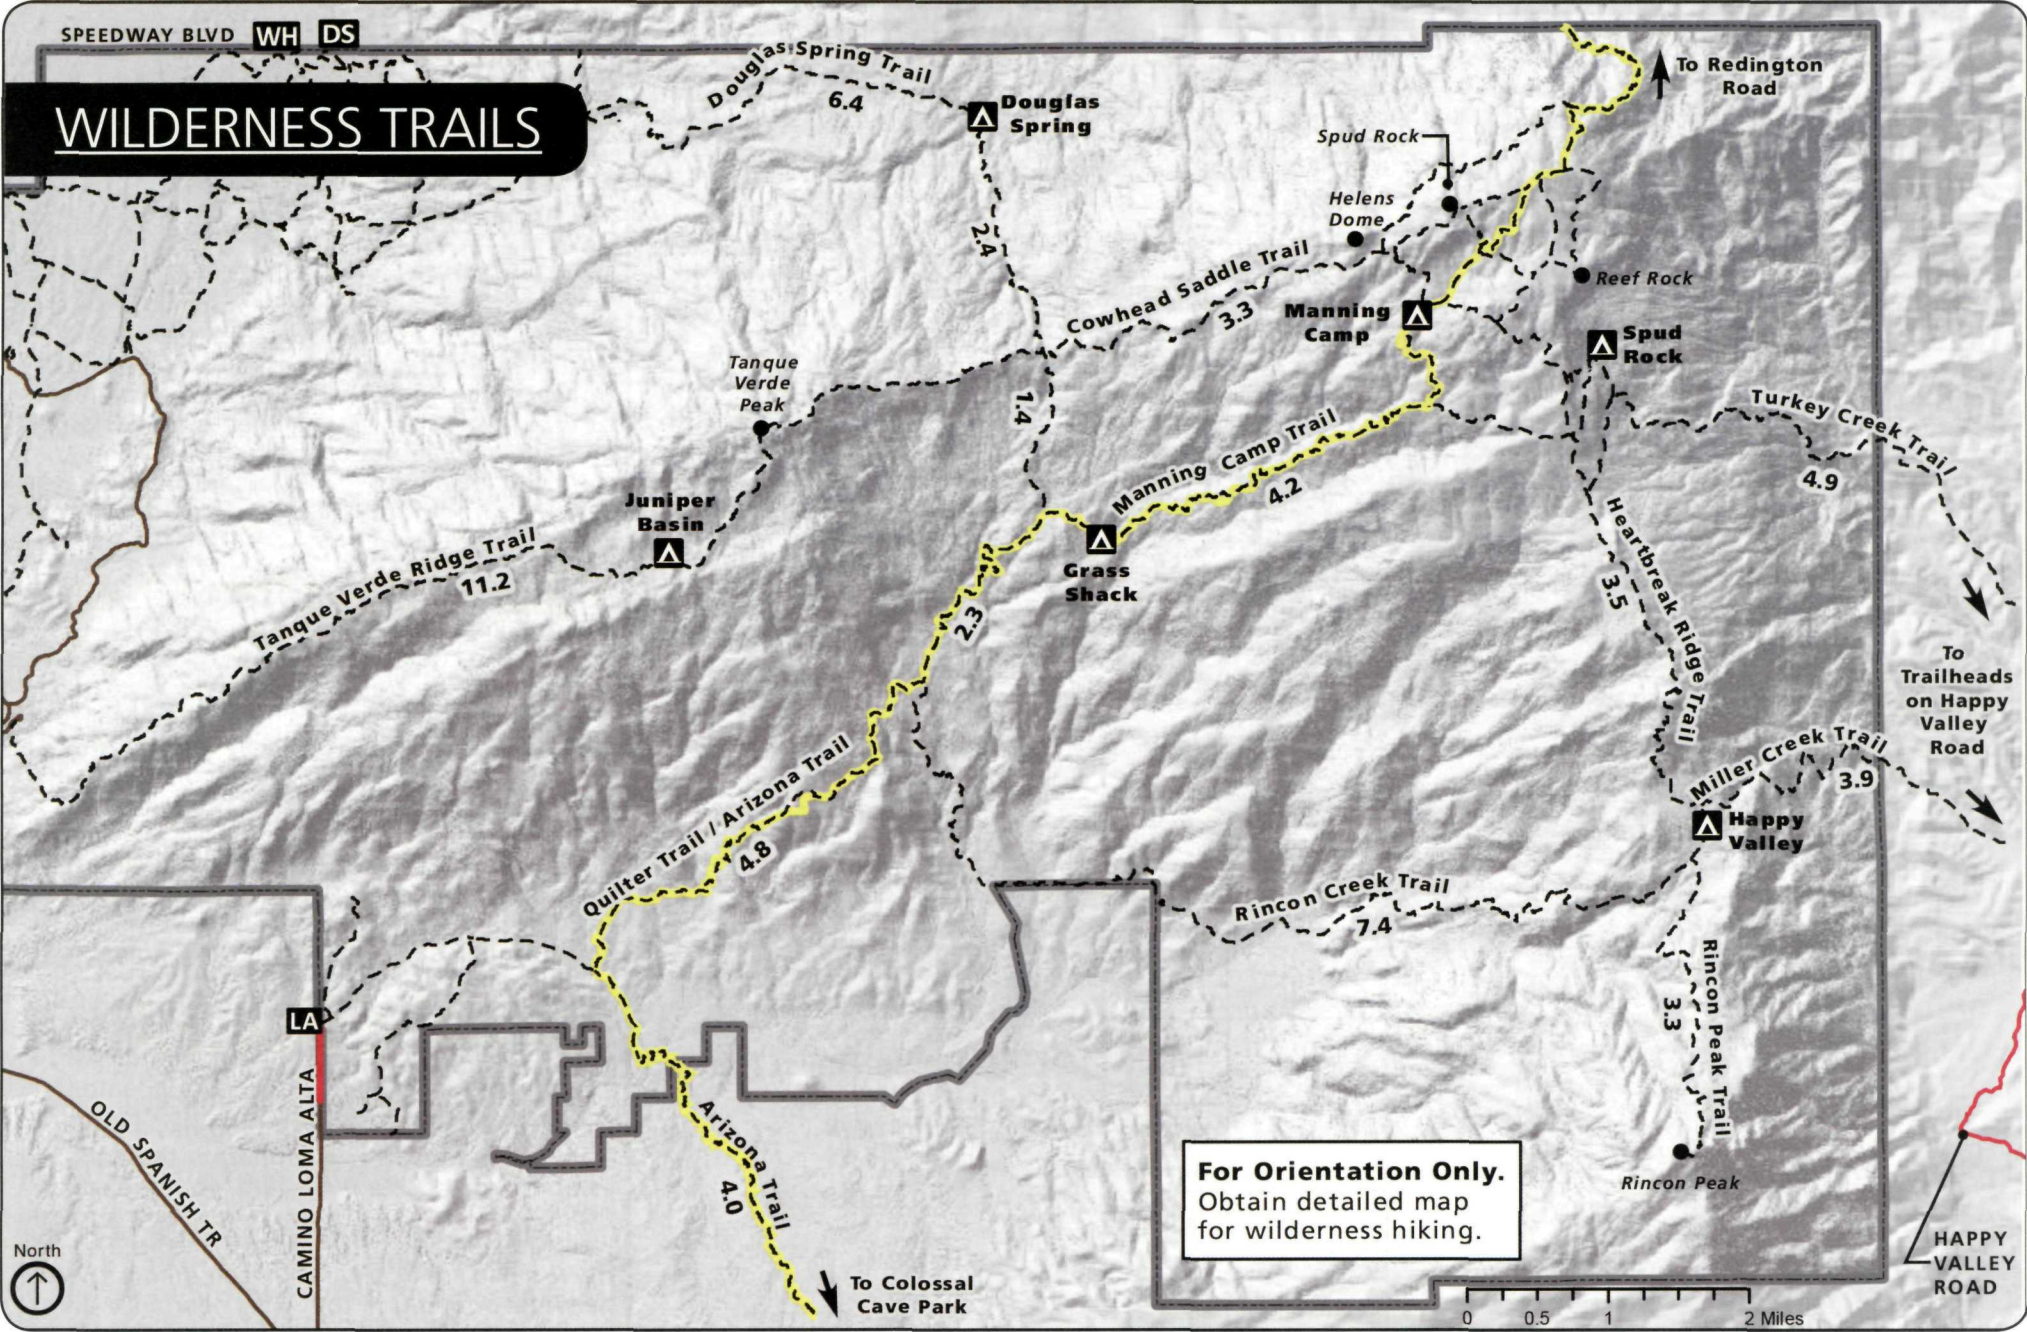 SPEEDWAY BLVD
WH
DS
WILDERNESS TRAILS
Douglas Spring Trail
6.4
Douglas
Spring
To Redington
Road
Spud Rock
Helens
Dome
2.4
Reef Rock
Cowhead Saddle Trail
3.3
Manning
Camp
Spud
Rock
Tanque
Verde
Peak
1.4
Turkey Creek Trail
4.9
Manning Camp Trail
4.2
Juniper
Basin
Tanque Verde Ridge Trail
11.2
Grass
Shack
2.3
Heartbreak Ridge Trail
3.5
To
Trailheads
on Happy
Valley
Road
Quilter Trail / Arizona Trail
4.8
Miller Creek Trail
3.9
Happy
Valley
Rincon Creek Trail
7.4
LA
Rincon Peak Trail
3.3
OLD SPANISH TR
CAMINO LOMA ALTA
Arizona Trail
4.0
For Orientation Only.
Obtain detailed map
for wilderness hiking.
Rincon Peak
North
To Colossal
Cave Park
HAPPY
VALLEY
ROAD
0 0.5 1 2 Miles